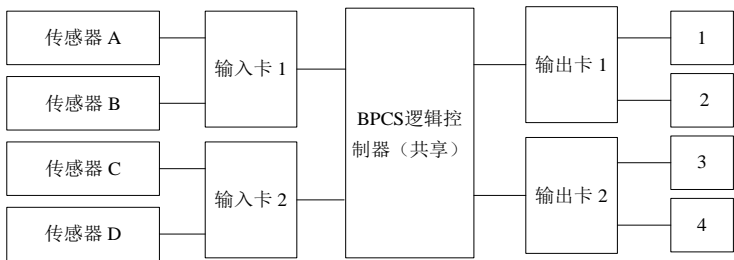 传感器 A
传感器 B
传感器 C
传感器 D
输入卡 1
输入卡 2
BPCS逻辑控
制器（共享）
输出卡 1
输出卡 2
1
2
3
4